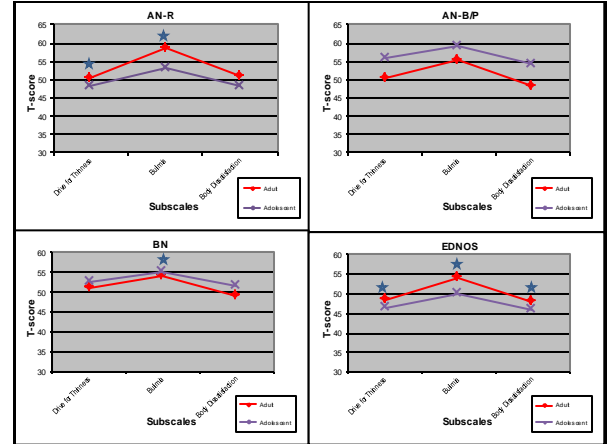 AN-R
65
60
55
50
45
40
35
30
T-score
Drive for Thinness
Bulimia
Body Dissatisfaction
Subscales
Adult
Adolescent
AN-B/P
65
60
55
50
45
40
35
30
T-score
Drive for Thinness
Bulimia
Body Dissatisfaction
Subscales
Adult
Adolescent
BN
60
55
50
45
40
35
30
T-score
Drive for Thinness
Bulimia
Body Dissatisfaction
Subscales
Adult
Adolescent
EDNOS
60
55
50
45
40
35
30
T-score
Drive for Thinness
Bulimia
Body Dissatisfaction
Subscales
Adult
Adolescent